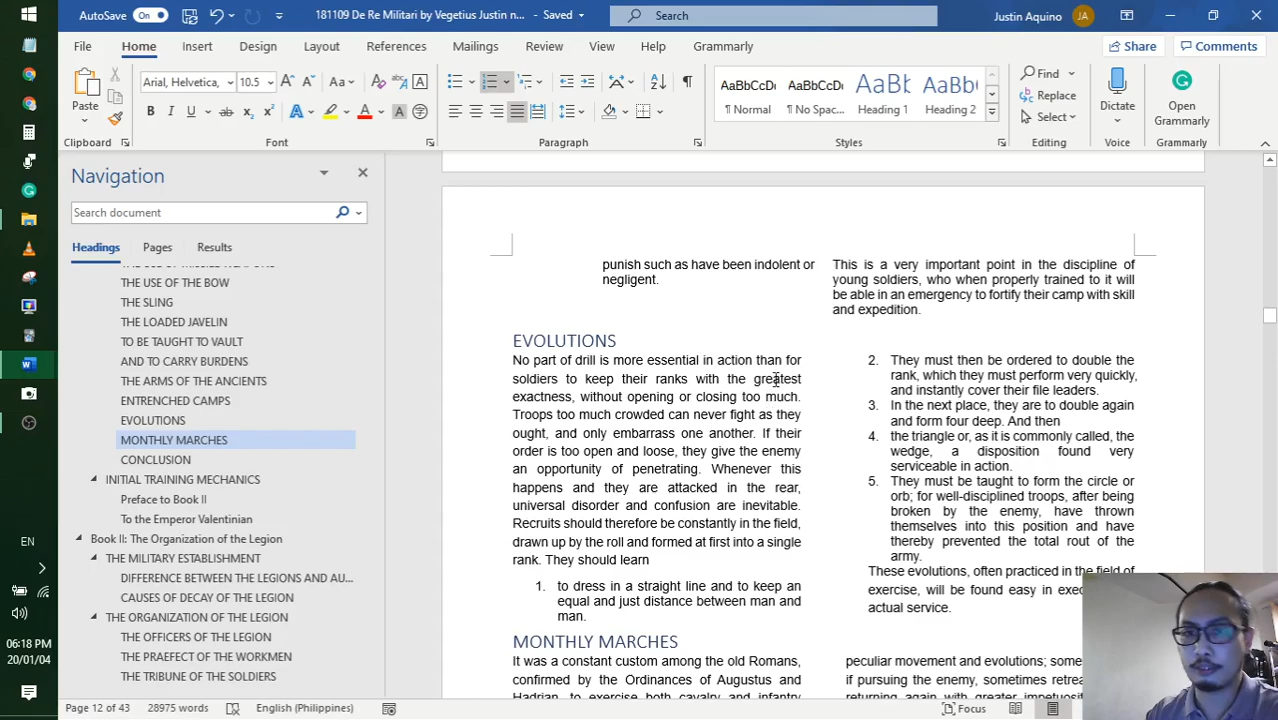 AutoSave On
181109 De Re Militari by Vegetius Justin n... - Saved
Search
Justin Aquino JA
File Home Insert Design Layout References Mailings Review View Help Grammarly
Share Comments
Paste
Arial, Helvetica, 10.5
AaBbCcDc AaBbCcDc AaBb( AaBbCcD
¶ Normal ¶ No Spac... Heading 1 Heading 2
Find
Replace
Select
Dictate
Open Grammarly
Clipboard Font Paragraph Styles Editing Voice Grammarly
Navigation
Search document
Headings Pages Results
THE USE OF THE BOW
THE SLING
THE LOADED JAVELIN
TO BE TAUGHT TO VAULT
AND TO CARRY BURDENS
THE ARMS OF THE ANCIENTS
ENTRENCHED CAMPS
EVOLUTIONS
MONTHLY MARCHES
CONCLUSION
INITIAL TRAINING MECHANICS
Preface to Book II
To the Emperor Valentinian
Book II: The Organization of the Legion
THE MILITARY ESTABLISHMENT
DIFFERENCE BETWEEN THE LEGIONS AND AU...
CAUSES OF DECAY OF THE LEGION
THE ORGANIZATION OF THE LEGION
THE OFFICERS OF THE LEGION
THE PRAEFECT OF THE WORKMEN
THE TRIBUNE OF THE SOLDIERS
punish such as have been indolent or
negligent.
This is a very important point in the discipline of
young soldiers, who when properly trained to it will
be able in an emergency to fortify their camp with skill
and expedition.
EVOLUTIONS
No part of drill is more essential in action than for
soldiers to keep their ranks with the greatest
exactness, without opening or closing too much.
Troops too much crowded can never fight as they
ought, and only embarrass one another. If their
order is too open and loose, they give the enemy
an opportunity of penetrating. Whenever this
happens and they are attacked in the rear,
universal disorder and confusion are inevitable.
Recruits should therefore be constantly in the field,
drawn up by the roll and formed at first into a single
rank. They should learn
1. to dress in a straight line and to keep an
equal and just distance between man and
man.
2. They must then be ordered to double the
rank, which they must perform very quickly,
and instantly cover their file leaders.
3. In the next place, they are to double again
and form four deep. And then
4. the triangle or, as it is commonly called, the
wedge, a disposition found very
serviceable in action.
5. They must be taught to form the circle or
orb; for well-disciplined troops, after being
broken by the enemy, have thrown
themselves into this position and have
thereby prevented the total rout of the
army.
These evolutions, often practiced in the field of
exercise, will be found easy in
actual service.
MONTHLY MARCHES
It was a constant custom among the old Romans,
confirmed by the Ordinances of Augustus and
Hadrian, to exercise both cavalry and infantry
peculiar movement and evolutions;
if pursuing the enemy, sometimes
returning again with greater
EN
06:18 PM
20/01/04
Page 12 of 43 28975 words English (Philippines)
Focus